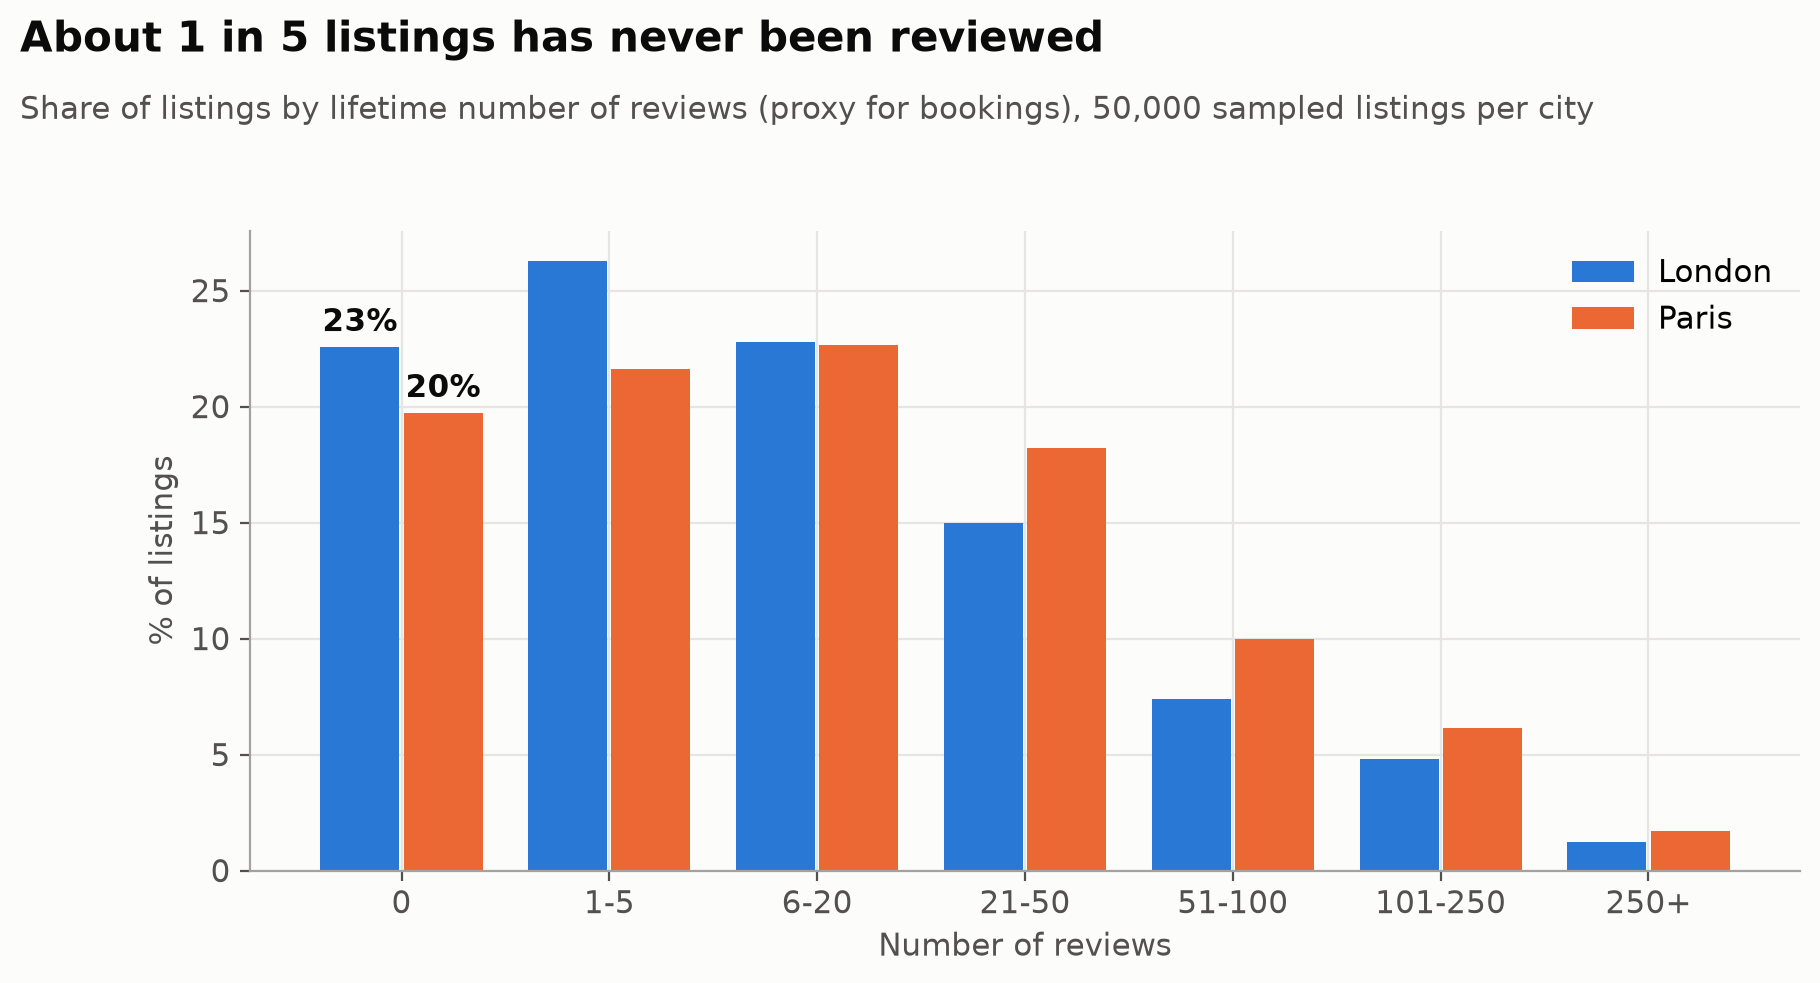 About 1 in 5 listings has never been reviewed
Share of listings by lifetime number of reviews (proxy for bookings), 50,000 sampled listings per city
London
Paris
23%
20%
25
20
15
10
5
0
% of listings
0 1-5 6-20 21-50 51-100 101-250 250+
Number of reviews